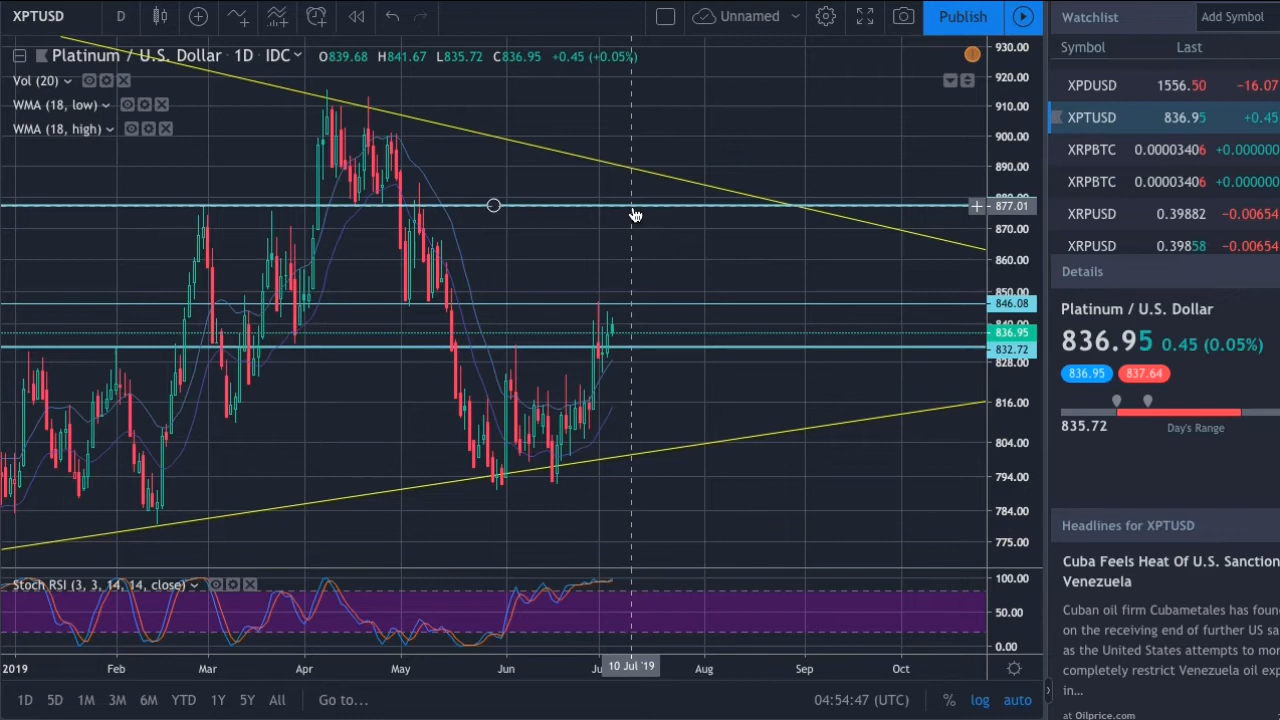 XPTUSD D Unnamed Publish
Platinum / U.S. Dollar 1D IDC O839.68 H841.67 L835.72 C836.95 +0.45 (+0.05%)
Vol (20)
WMA (18, low)
WMA (18, high)
930.00
920.00
910.00
900.00
890.00
877.01
870.00
860.00
850.00
846.08
840.00
836.95
832.72
828.00
816.00
804.00
794.00
784.00
775.00
Stoch RSI (3, 3, 14, 14, close)
100.00
50.00
0.00
2019 Feb Mar Apr May Jun 10 Jul '19 Aug Sep Oct
1D 5D 1M 3M 6M YTD 1Y 5Y All Go to... 04:54:47 (UTC) % log auto
Watchlist Add Symbol
Symbol Last
XPDUSD 1556.50 -16.07
XPTUSD 836.95 +0.45
XRPBTC 0.00003406 +0.000000
XRPBTC 0.00003406 +0.000000
XRPUSD 0.39882 -0.00654
XRPUSD 0.39858 -0.00654
Details
Platinum / U.S. Dollar
836.95 0.45 (0.05%)
836.95 837.64
835.72 Day's Range
Headlines for XPTUSD
Cuba Feels Heat Of U.S. Sanction
Venezuela
Cuban oil firm Cubametales has foun
on the receiving end of further US sa
as the United States attempts to mor
completely restrict Venezuela oil exp
in...
at Oilprice.com